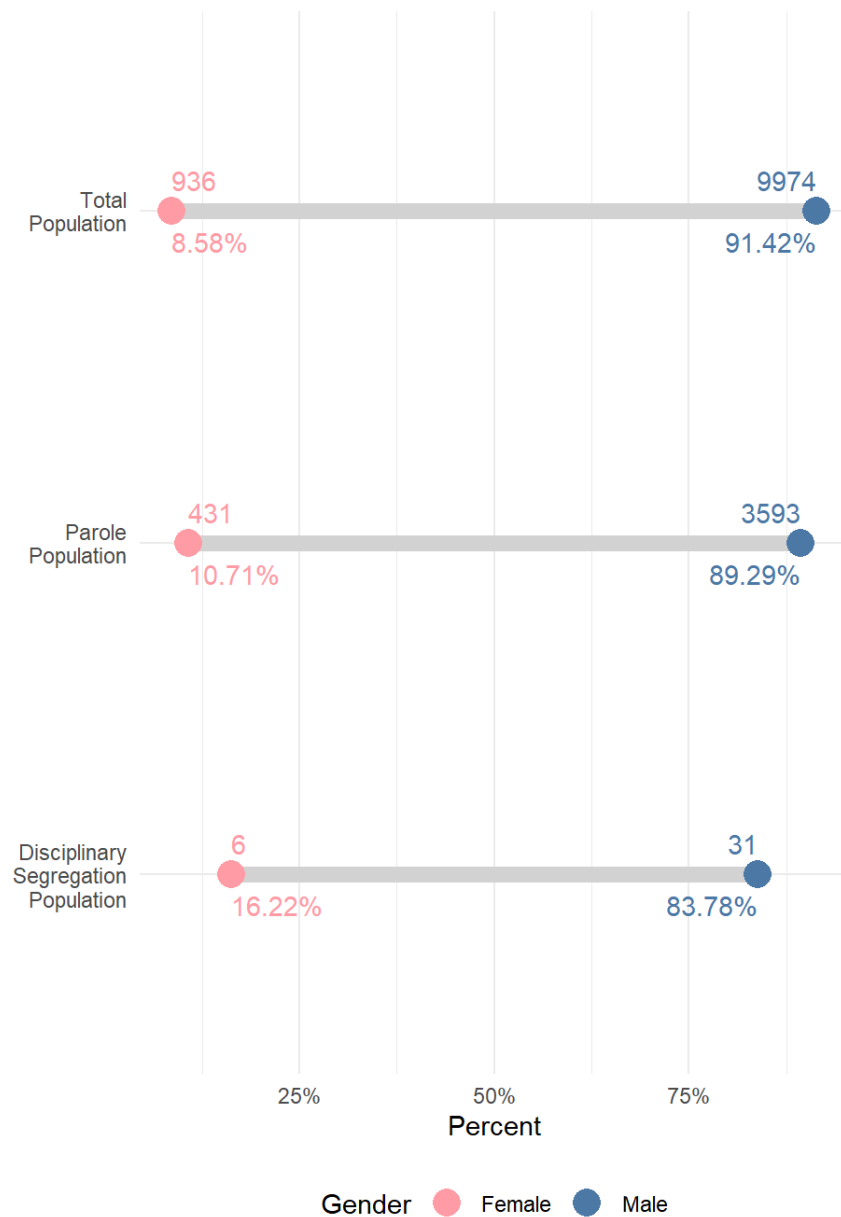 936
9974
Total
Population
8.58%
91.42%
431
3593
Parole
Population
10.71%
89.29%
6
31
Disciplinary
Segregation
Population
16.22%
83.78%
25%
50%
75%
Percent
Gender
Female
Male